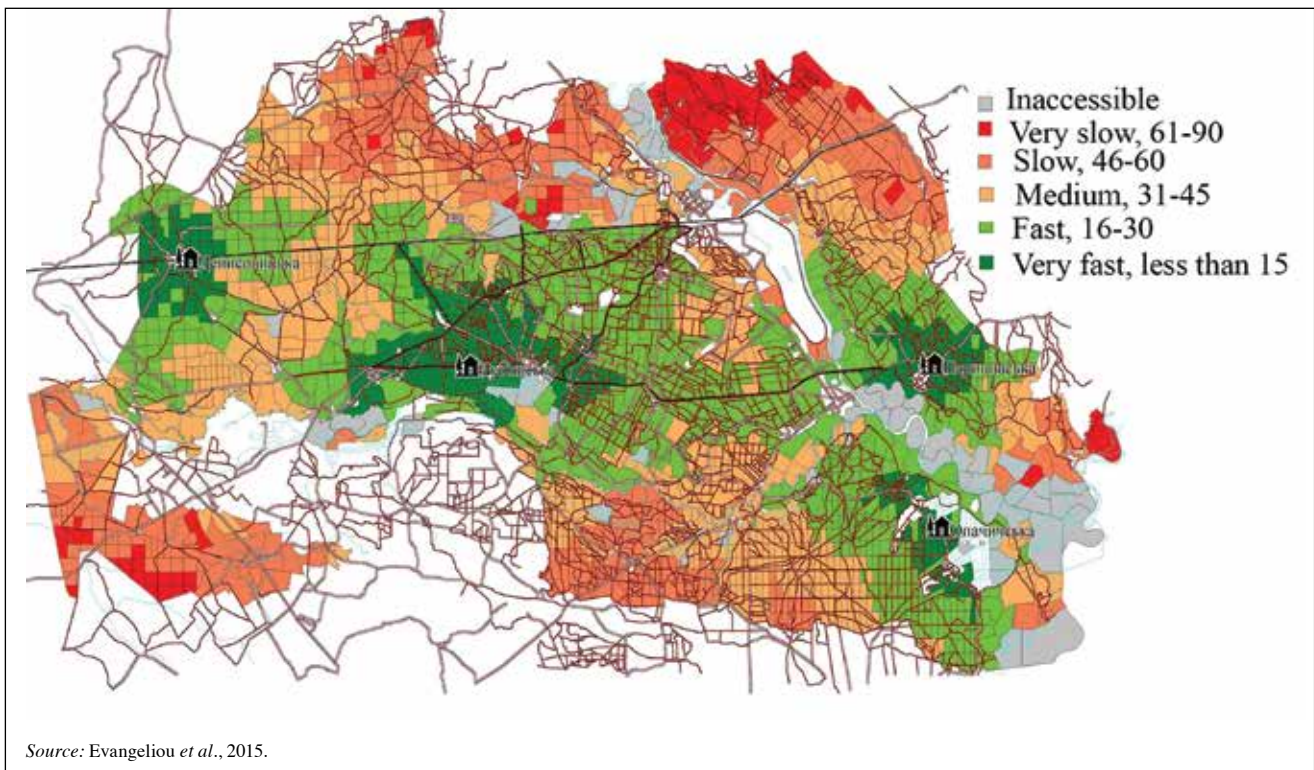 Inaccessible
Very slow, 61-90
Slow, 46-60
Medium, 31-45
Fast, 16-30
Very fast, less than 15
Source: Evangeliou et al., 2015.